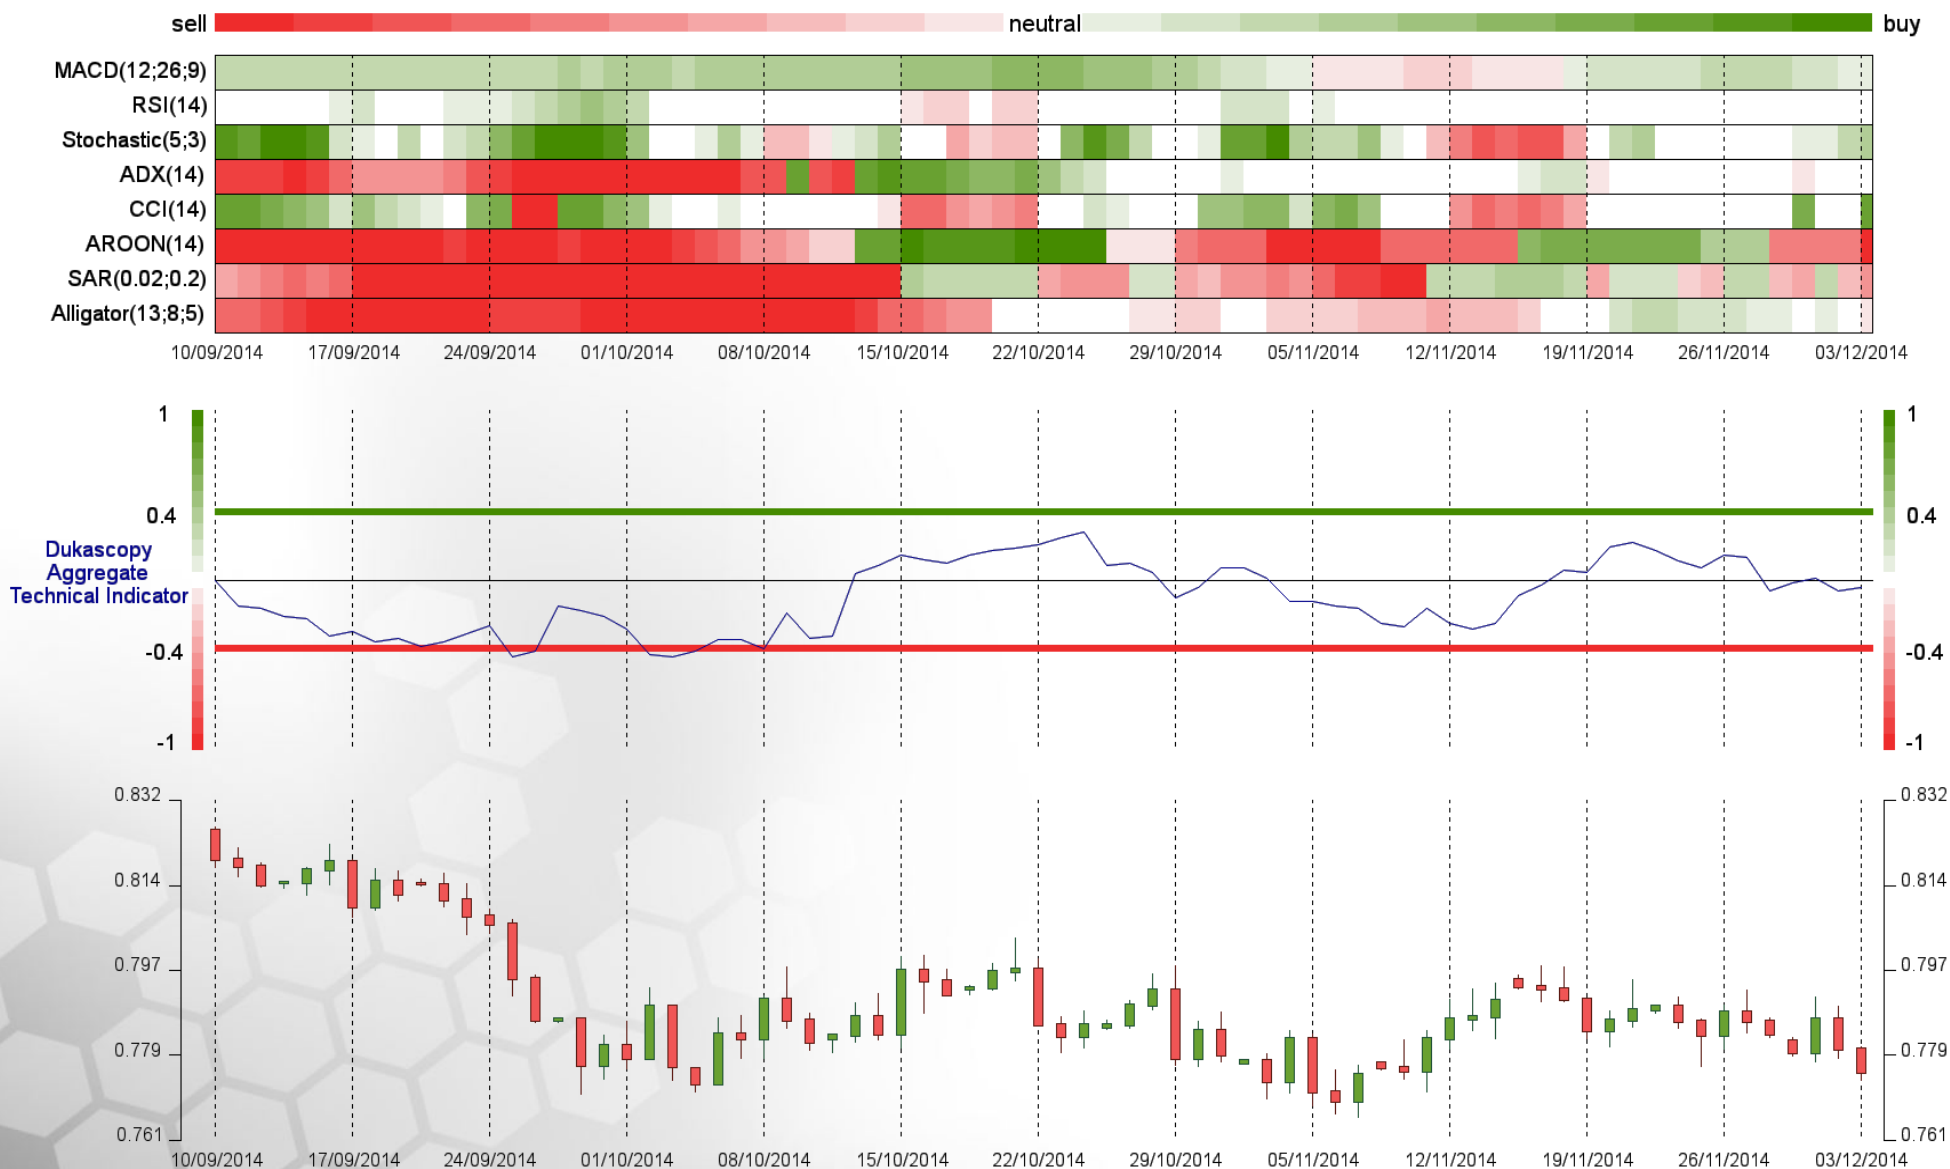 sell neutral buy
MACD(12;26;9)
RSI(14)
Stochastic(5;3)
ADX(14)
CCI(14)
AROON(14)
SAR(0.02;0.2)
Alligator(13;8;5)
10/09/2014 17/09/2014 24/09/2014 01/10/2014 08/10/2014 15/10/2014 22/10/2014 29/10/2014 05/11/2014 12/11/2014 19/11/2014 26/11/2014 03/12/2014
1 1
0.4 0.4
Dukascopy
Aggregate
Technical Indicator
-0.4 -0.4
-1 -1
0.832 0.832
0.814 0.814
0.797 0.797
0.779 0.779
0.761 0.761
10/09/2014 17/09/2014 24/09/2014 01/10/2014 08/10/2014 15/10/2014 22/10/2014 29/10/2014 05/11/2014 12/11/2014 19/11/2014 26/11/2014 03/12/2014